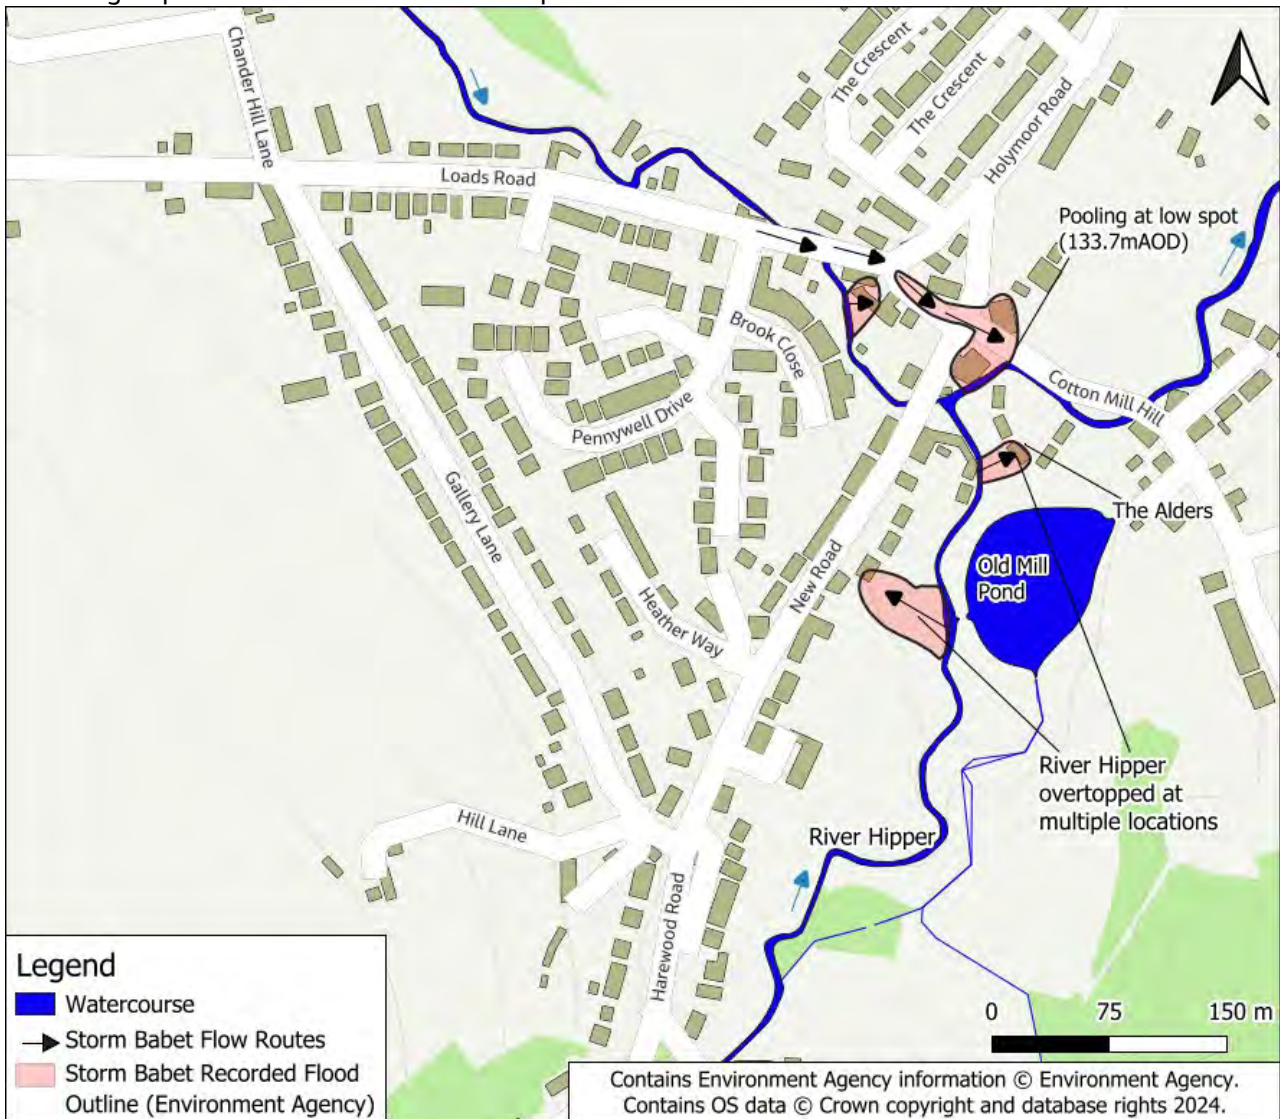 Chander Hill Lane
The Crescent
The Crescent
Holymoor Road
Loads Road
Pooling at low spot
(133.7mAOD)
Brook Close
Cotton Mill Hill
Pennywell Drive
Gallery Lane
The Alders
New Road
Old Mill
Pond
Heather Way
River Hipper
overtopped at
multiple locations
Hill Lane
River Hipper
Harewood Road
Legend
Watercourse
Storm Babet Flow Routes
Storm Babet Recorded Flood
Outline (Environment Agency)
0 75 150 m
Contains Environment Agency information © Environment Agency.
Contains OS data © Crown copyright and database rights 2024.